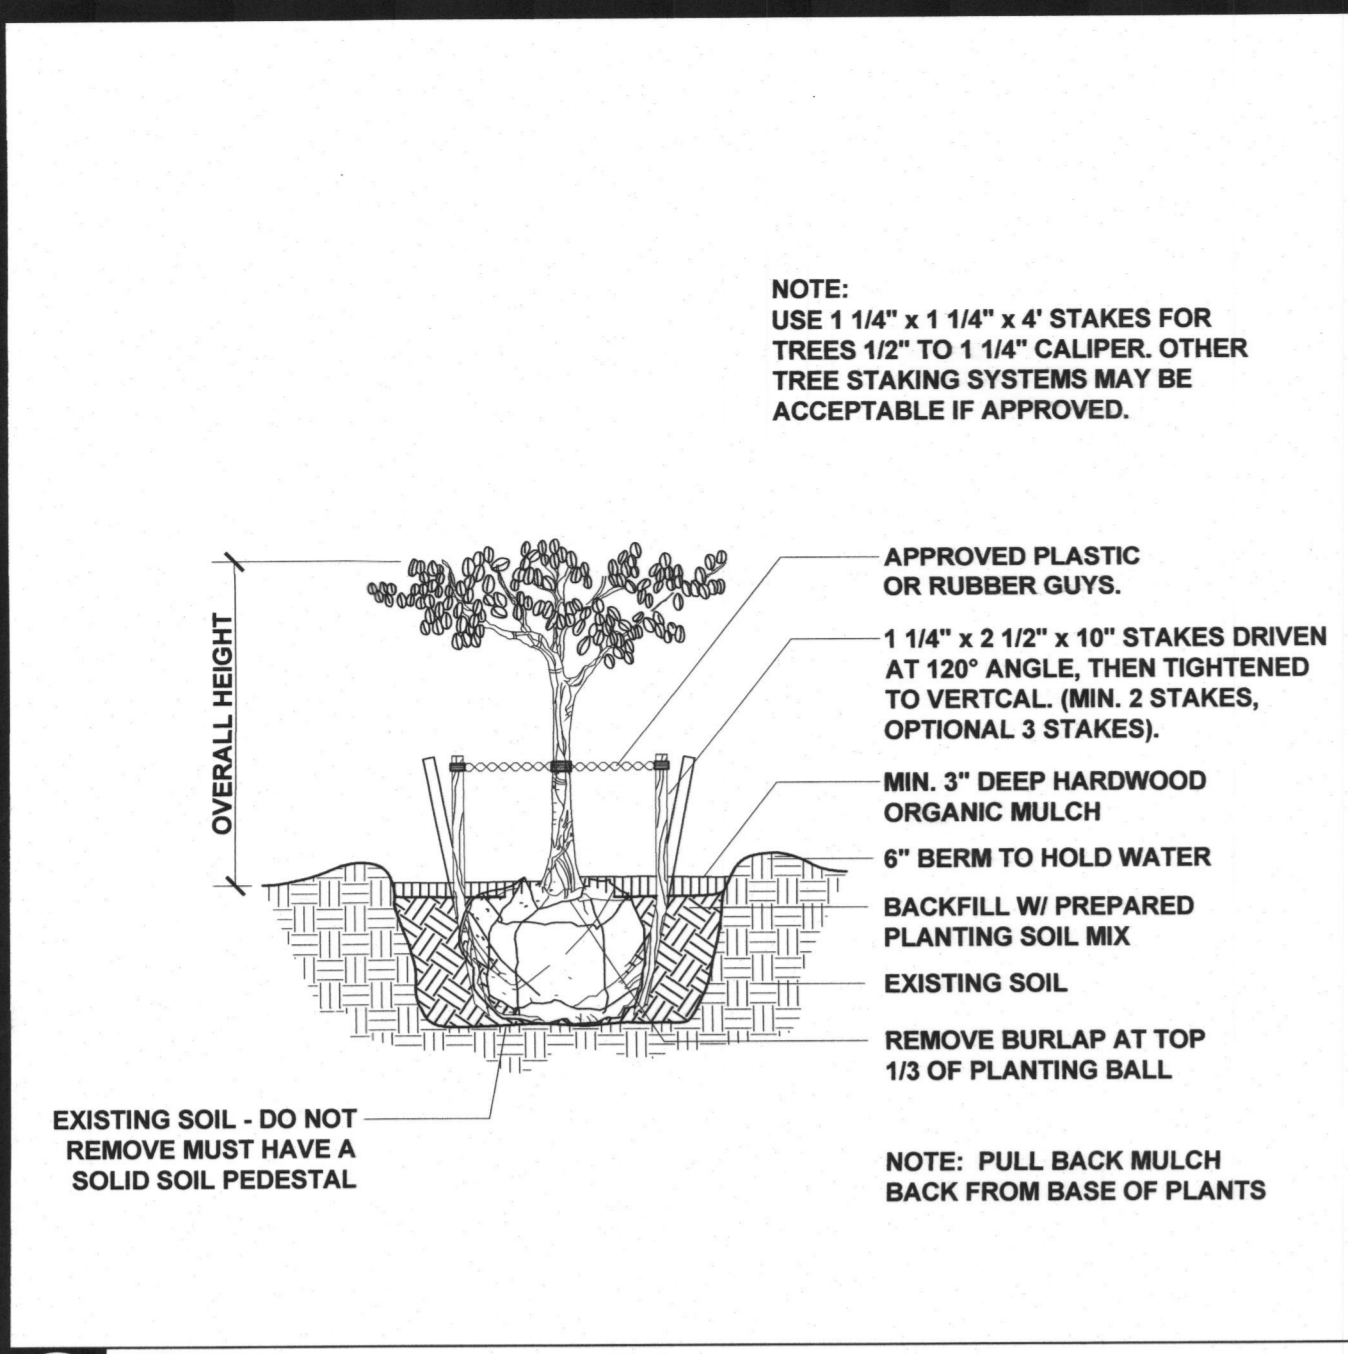 NOTE:
USE 1 1/4" x 1 1/4" x 4' STAKES FOR
TREES 1/2" TO 1 1/4" CALIPER. OTHER
TREE STAKING SYSTEMS MAY BE
ACCEPTABLE IF APPROVED.
APPROVED PLASTIC
OR RUBBER GUYS.
1 1/4" x 2 1/2" x 10" STAKES DRIVEN
AT 120° ANGLE, THEN TIGHTENED
TO VERTCAL. (MIN. 2 STAKES,
OPTIONAL 3 STAKES).
OVERALL HEIGHT
MIN. 3" DEEP HARDWOOD
ORGANIC MULCH
6" BERM TO HOLD WATER
BACKFILL W/ PREPARED
PLANTING SOIL MIX
EXISTING SOIL
REMOVE BURLAP AT TOP
1/3 OF PLANTING BALL
EXISTING SOIL - DO NOT
REMOVE MUST HAVE A
SOLID SOIL PEDESTAL
NOTE: PULL BACK MULCH
BACK FROM BASE OF PLANTS